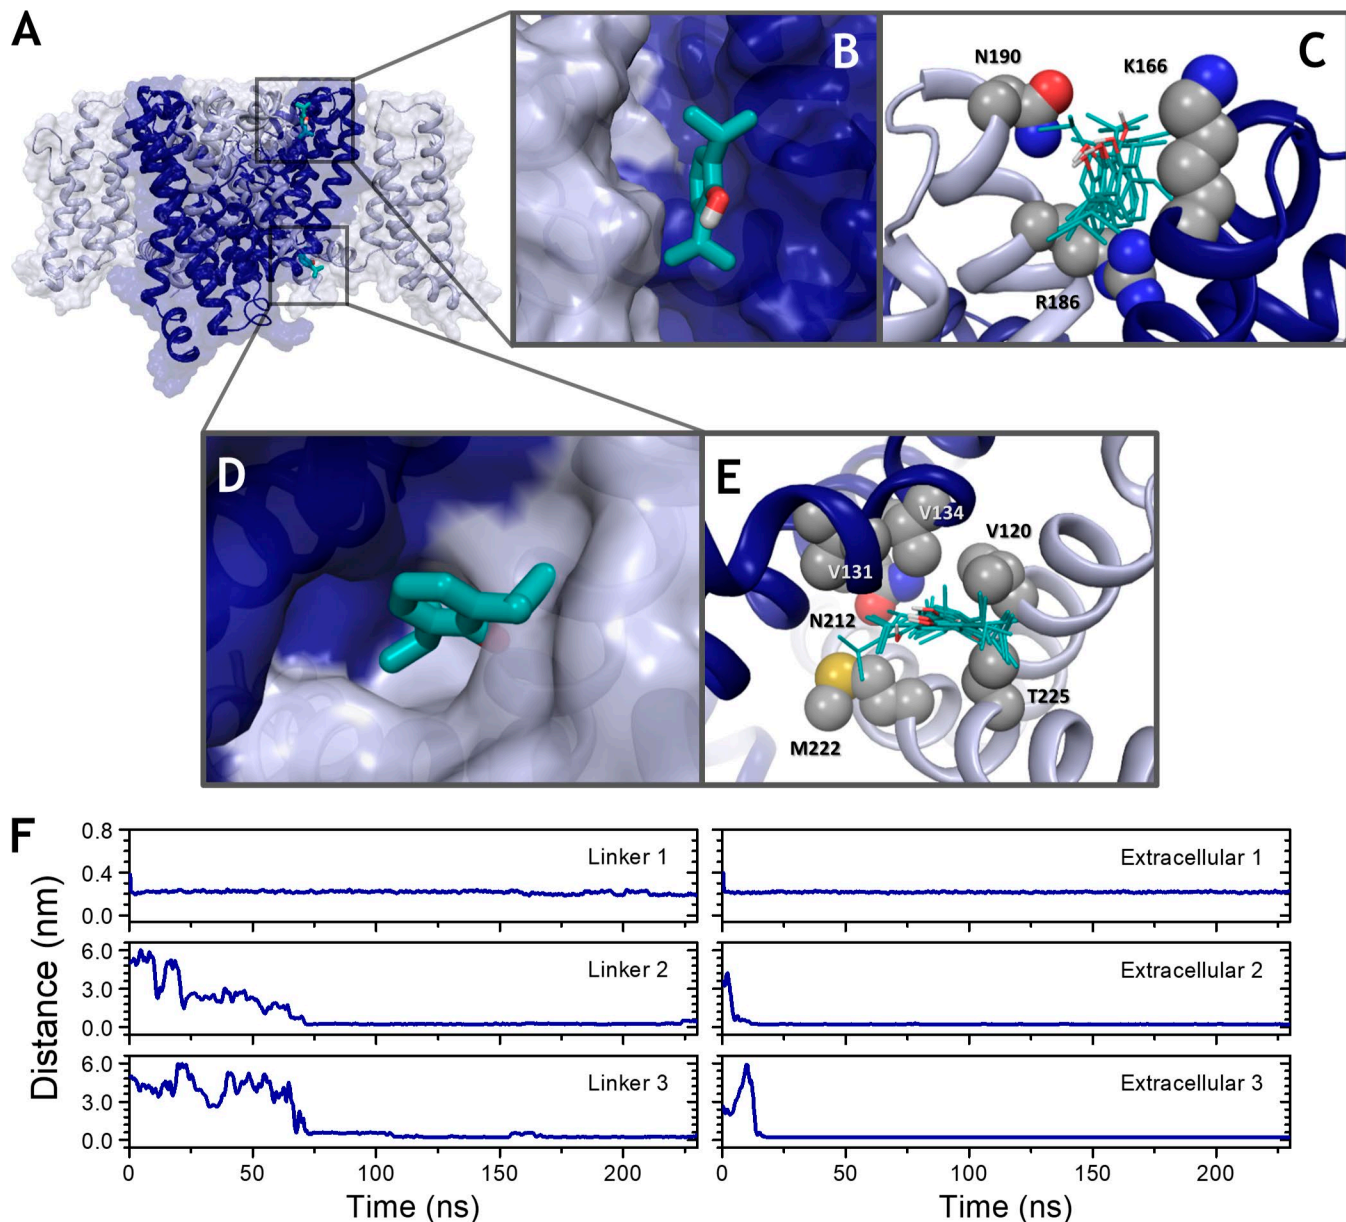 A
B
N190
K166
C
R186
D
E
V134
V120
V131
N212
T225
M222
F
Distance (nm)
0.8
0.4
0.0
Linker 1
Extracellular 1
6.0
3.0
0.0
Linker 2
Extracellular 2
6.0
3.0
0.0
Linker 3
Extracellular 3
0 50 100 150 200
0 50 100 150 200
Time (ns)
Time (ns)